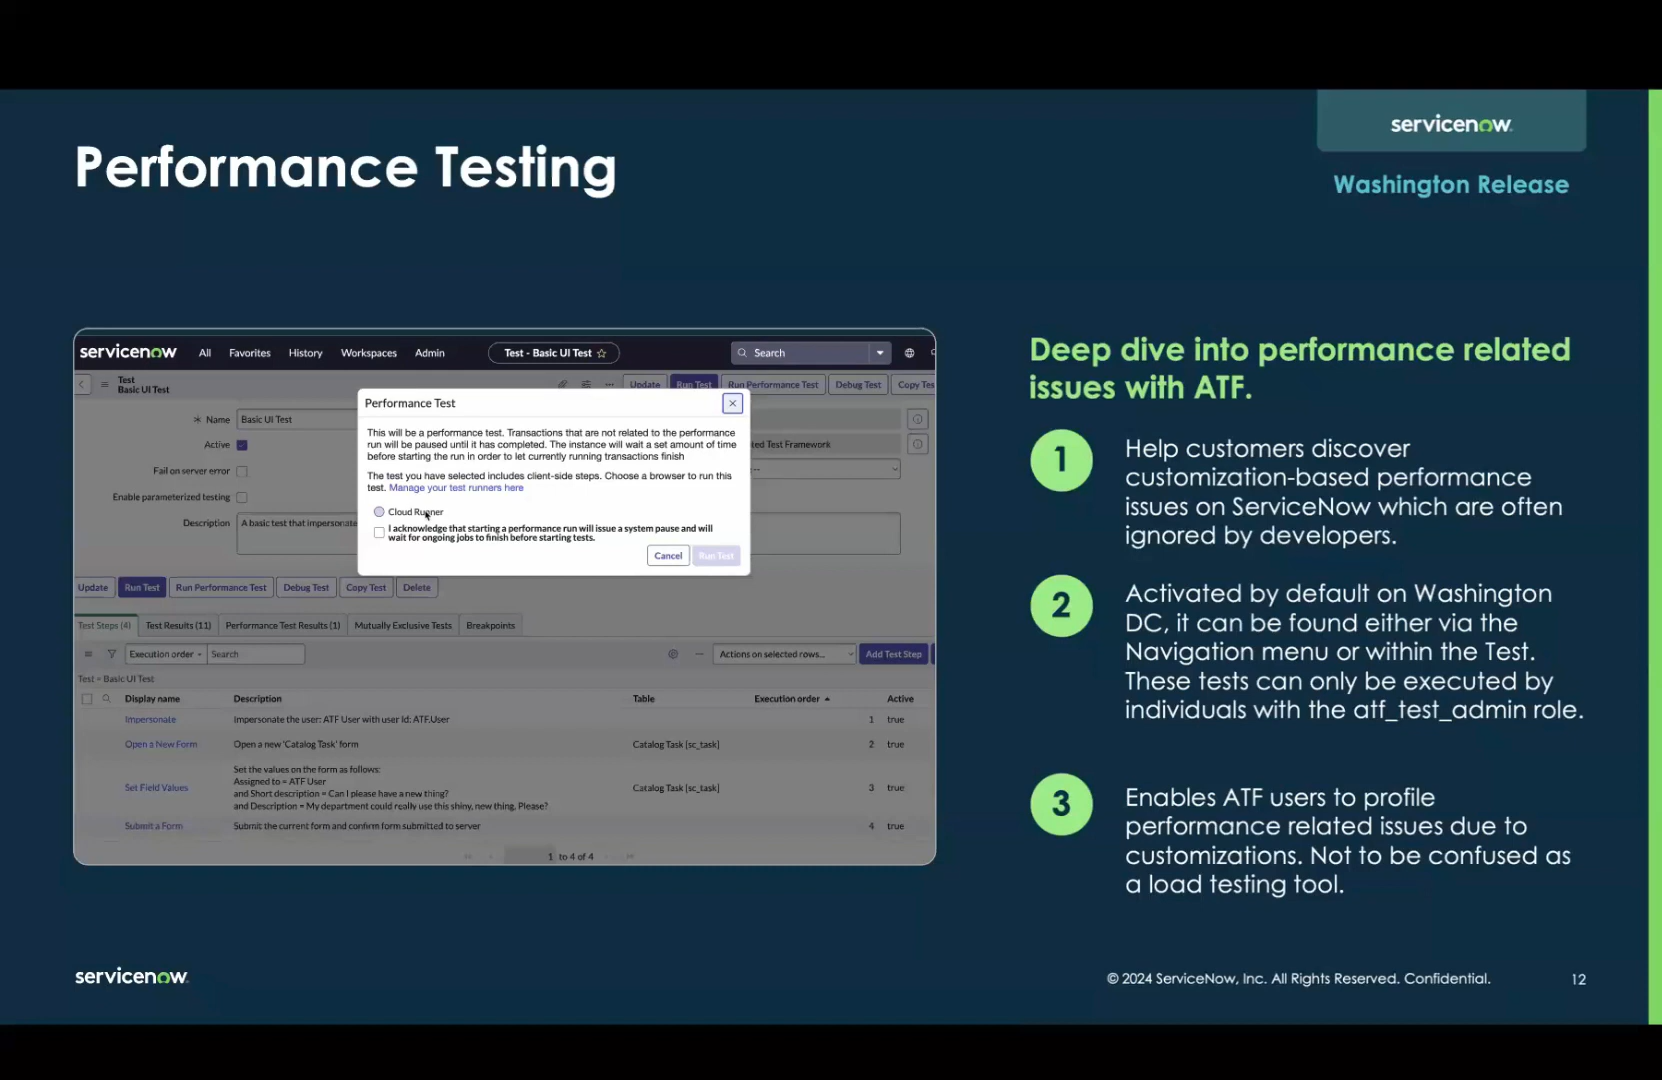 servicenow
Performance Testing
Washington Release
servicenow All Favorites History Workspaces Admin Test - Basic UI Test Search
Test
Basic UI Test
Update Run Test Run Performance Test Debug Test Copy Tes
Name Basic UI Test
Active
ted Test Framework
Fail on server error
Enable parameterized testing
Description A basic test that impersonate
Performance Test
This will be a performance test. Transactions that are not related to the performance
run will be paused until it has completed. The instance will wait a set amount of time
before starting the run in order to let currently running transactions finish
The test you have selected includes client-side steps. Choose a browser to run this
test. Manage your test runners here
Cloud Runner
I acknowledge that starting a performance run will issue a system pause and will
wait for ongoing jobs to finish before starting tests.
Cancel Run Test
Update Run Test Run Performance Test Debug Test Copy Test Delete
Test Steps (4) Test Results (11) Performance Test Results (1) Mutually Exclusive Tests Breakpoints
Execution order Search Actions on selected rows... Add Test Step
Test = Basic UI Test
Display name Description Table Execution order Active
Impersonate Impersonate the user: ATF User with user Id: ATF.User 1 true
Open a New Form Open a new 'Catalog Task' form Catalog Task [sc_task] 2 true
Set the values on the form as follows:
Assigned to = ATF User
Set Field Values and Short description = Can I please have a new thing? Catalog Task [sc_task] 3 true
and Description = My department could really use this shiny, new thing, Please?
Submit a Form Submit the current form and confirm form submitted to server 4 true
1 to 4 of 4
Deep dive into performance related
issues with ATF.
1 Help customers discover
customization-based performance
issues on ServiceNow which are often
ignored by developers.
2 Activated by default on Washington
DC, it can be found either via the
Navigation menu or within the Test.
These tests can only be executed by
individuals with the atf_test_admin role.
3 Enables ATF users to profile
performance related issues due to
customizations. Not to be confused as
a load testing tool.
servicenow
© 2024 ServiceNow, Inc. All Rights Reserved. Confidential. 12